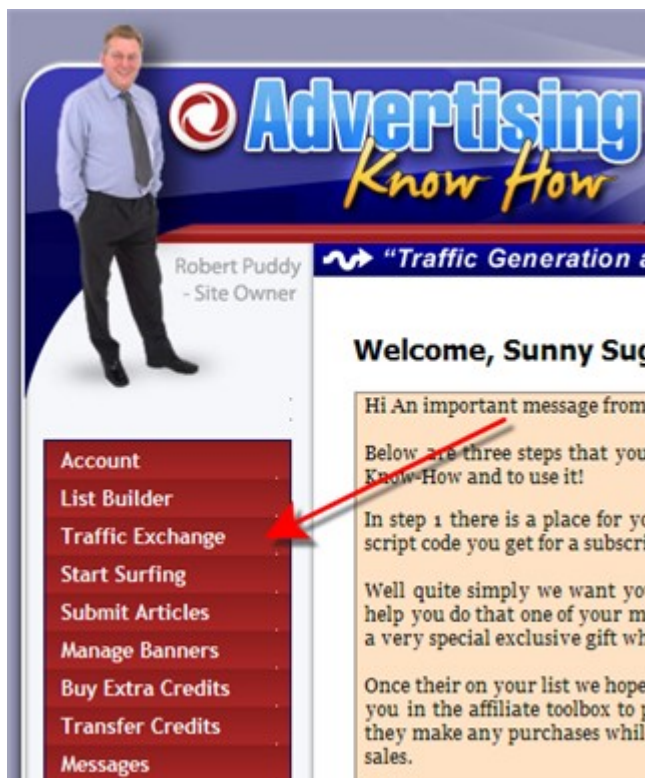 Advertising
Know How
Robert Puddy
- Site Owner
"Traffic Generation a
Welcome, Sunny Sug
Hi An important message from
Below are three steps that you
Know-How and to use it!
In step 1 there is a place for yo
script code you get for a subscri
Well quite simply we want you
help you do that one of your m
a very special exclusive gift wh
Once their on your list we hope
you in the affiliate toolbox to p
they make any purchases whil
sales.
Account
List Builder
Traffic Exchange
Start Surfing
Submit Articles
Manage Banners
Buy Extra Credits
Transfer Credits
Messages